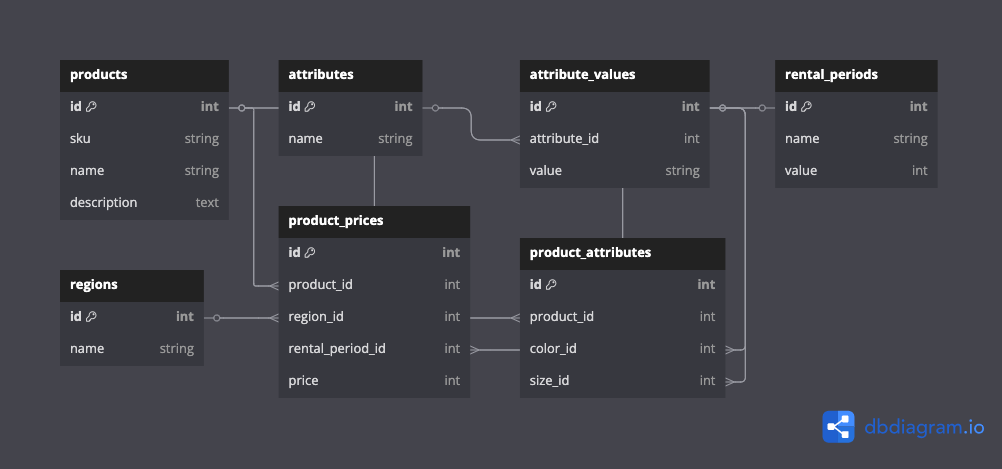 products
id int
sku string
name string
description text
attributes
id int
name string
attribute_values
id int
attribute_id int
value string
rental_periods
id int
name string
value int
product_prices
id int
product_id int
region_id int
rental_period_id int
price int
product_attributes
id int
product_id int
color_id int
size_id int
regions
id int
name string
dbdiagram.io